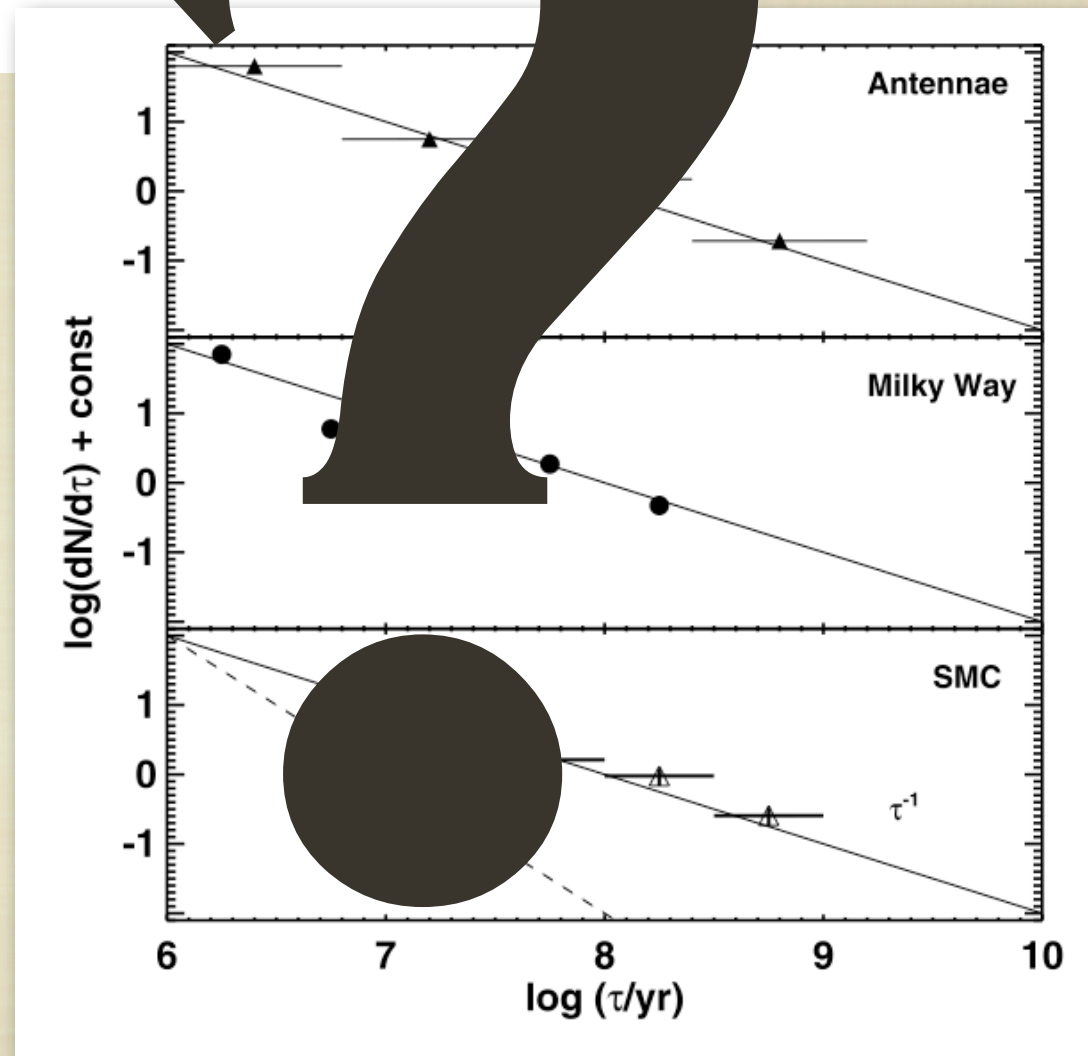 Antennae
1
0
-1
Milky Way
1
0
-1
SMC
1
0
-1
τ⁻¹
log(dN/dτ) + const
6 7 8 9 10
log (τ/yr)
?